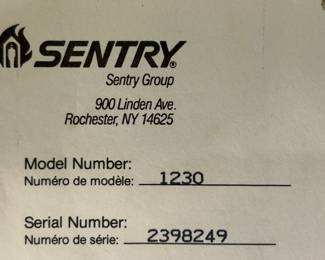 SENTRY®
Sentry Group
900 Linden Ave.
Rochester, NY 14625
Model Number:
Numéro de modèle: 1230
Serial Number:
Numéro de série: 2398249